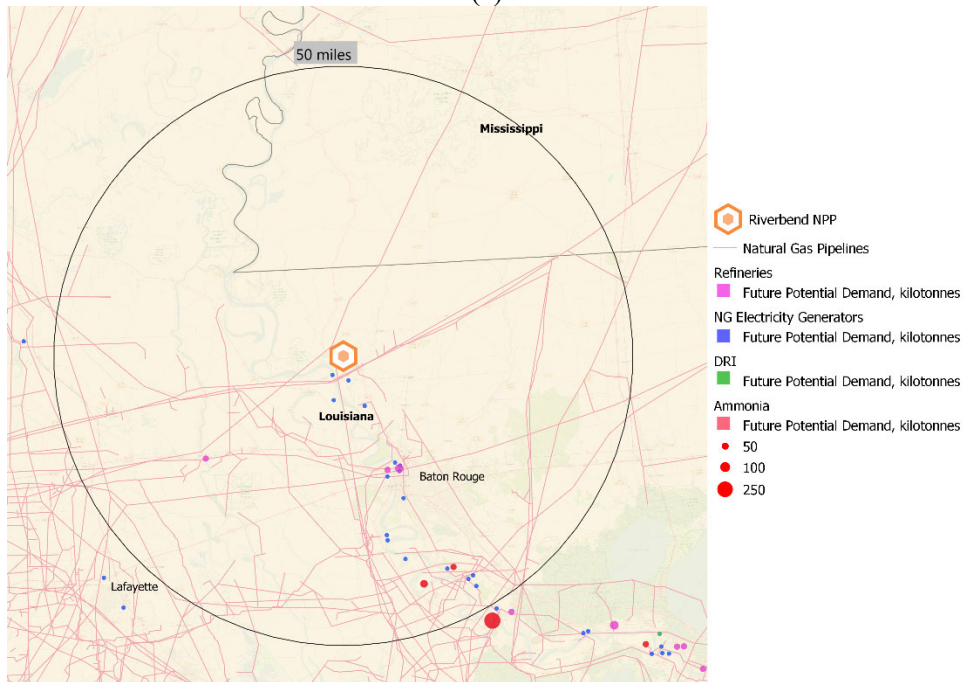 50 miles
Mississippi
Louisiana
Baton Rouge
Lafayette
Riverbend NPP
Natural Gas Pipelines
Refineries
Future Potential Demand, kilotonnes
NG Electricity Generators
Future Potential Demand, kilotonnes
DRI
Future Potential Demand, kilotonnes
Ammonia
Future Potential Demand, kilotonnes
50
100
250